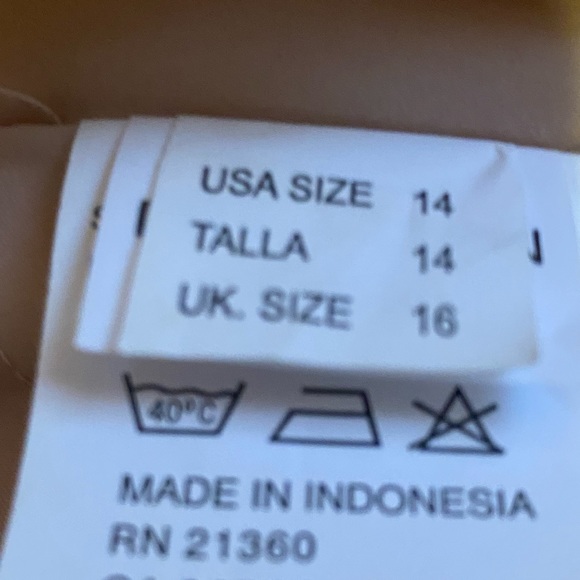 USA SIZE 14
TALLA 14
UK. SIZE 16
40°C
MADE IN INDONESIA
RN 21360